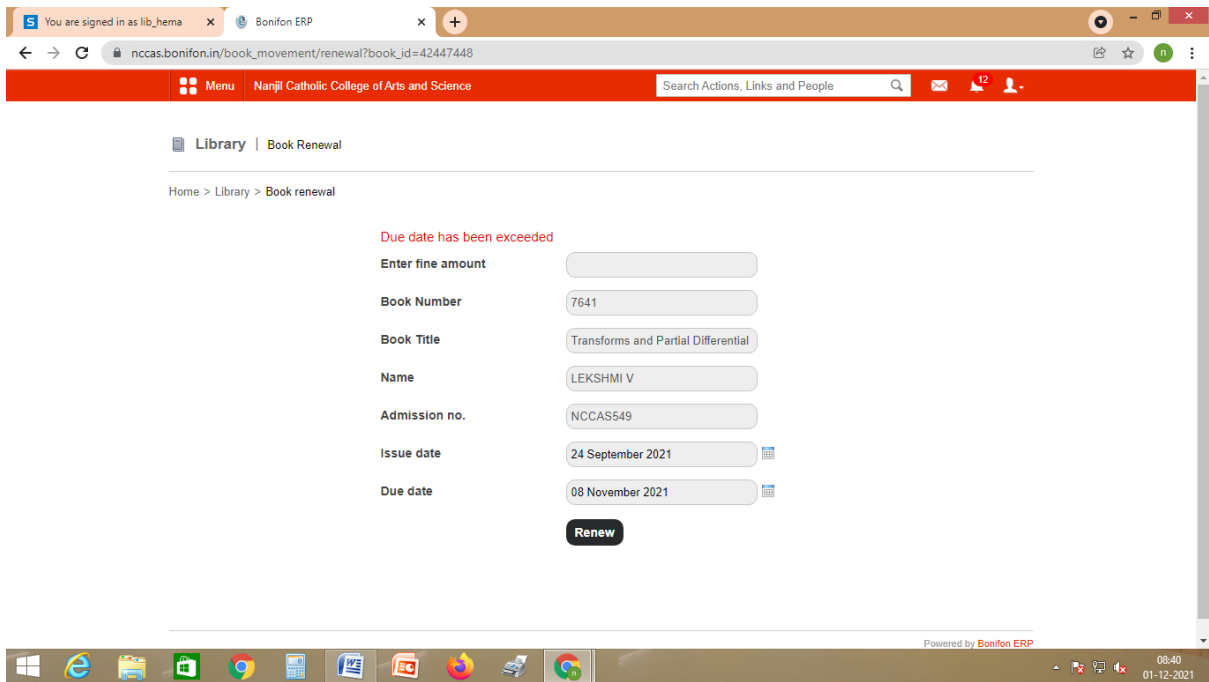 You are signed in as lib_hema
Bonifon ERP
nccas.bonifon.in/book_movement/renewal?book_id=42447448
n
Menu Nanjil Catholic College of Arts and Science Search Actions, Links and People 12
Library | Book Renewal
Home > Library > Book renewal
Due date has been exceeded
Enter fine amount
Book Number 7641
Book Title Transforms and Partial Differential
Name LEKSHMI V
Admission no. NCCAS549
Issue date 24 September 2021
Due date 08 November 2021
Renew
Powered by Bonifon ERP
08:40
01-12-2021